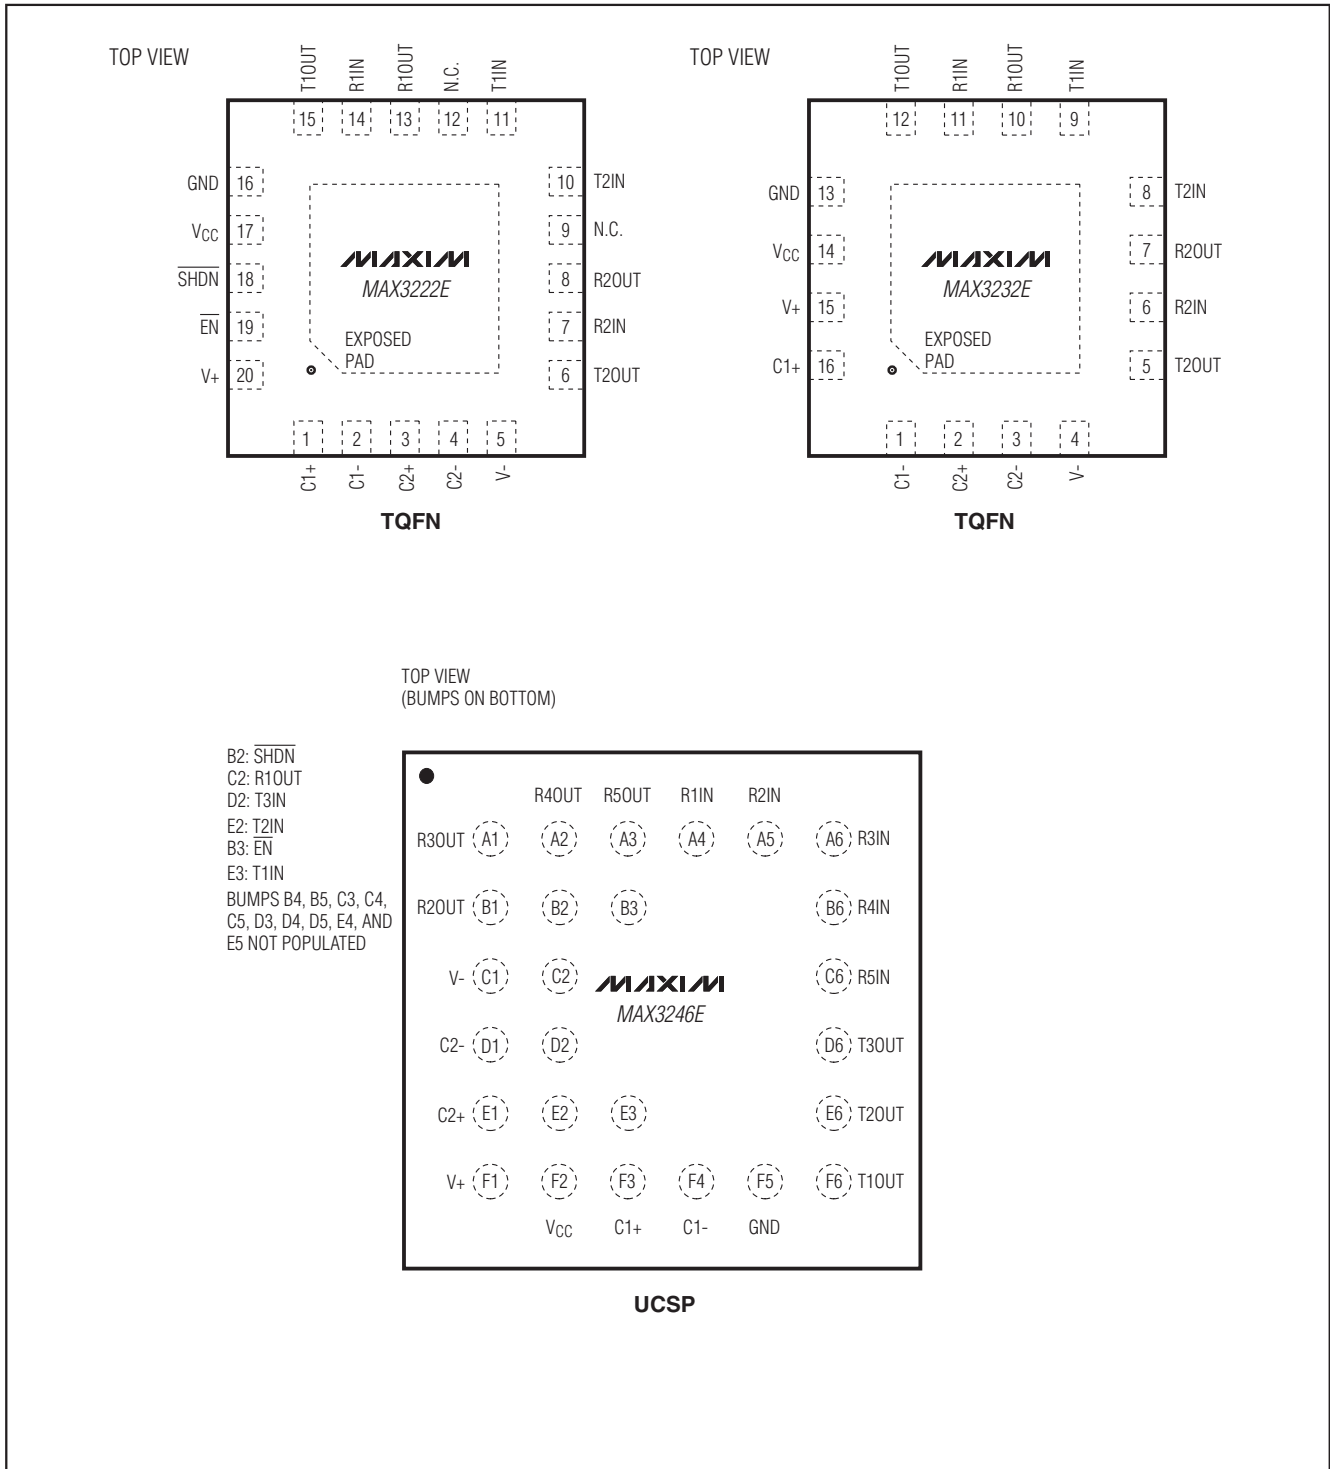 TOP VIEW
T1OUT R1IN R1OUT N.C. T1IN
15 14 13 12 11
GND 16 10 T2IN
VCC 17 9 N.C.
S̅H̅D̅N̅ 18 MAXIM 8 R2OUT
MAX3222E
E̅N̅ 19 7 R2IN
EXPOSED
PAD
V+ 20 6 T2OUT
1 2 3 4 5
C1+ C1- C2+ C2- V-
TQFN
TOP VIEW
T1OUT R1IN R1OUT T1IN
12 11 10 9
GND 13 8 T2IN
VCC 14 MAXIM 7 R2OUT
MAX3232E
V+ 15 6 R2IN
EXPOSED
PAD
C1+ 16 5 T2OUT
1 2 3 4
C1- C2+ C2- V-
TQFN
TOP VIEW
(BUMPS ON BOTTOM)
B2: S̅H̅D̅N̅
C2: R1OUT
D2: T3IN
E2: T2IN
B3: E̅N̅
E3: T1IN
BUMPS B4, B5, C3, C4,
C5, D3, D4, D5, E4, AND
E5 NOT POPULATED
R4OUT R5OUT R1IN R2IN
R3OUT A1 A2 A3 A4 A5 A6 R3IN
R2OUT B1 B2 B3 B6 R4IN
V- C1 C2 MAXIM C6 R5IN
MAX3246E
C2- D1 D2 D6 T3OUT
C2+ E1 E2 E3 E6 T2OUT
V+ F1 F2 F3 F4 F5 F6 T1OUT
VCC C1+ C1- GND
UCSP